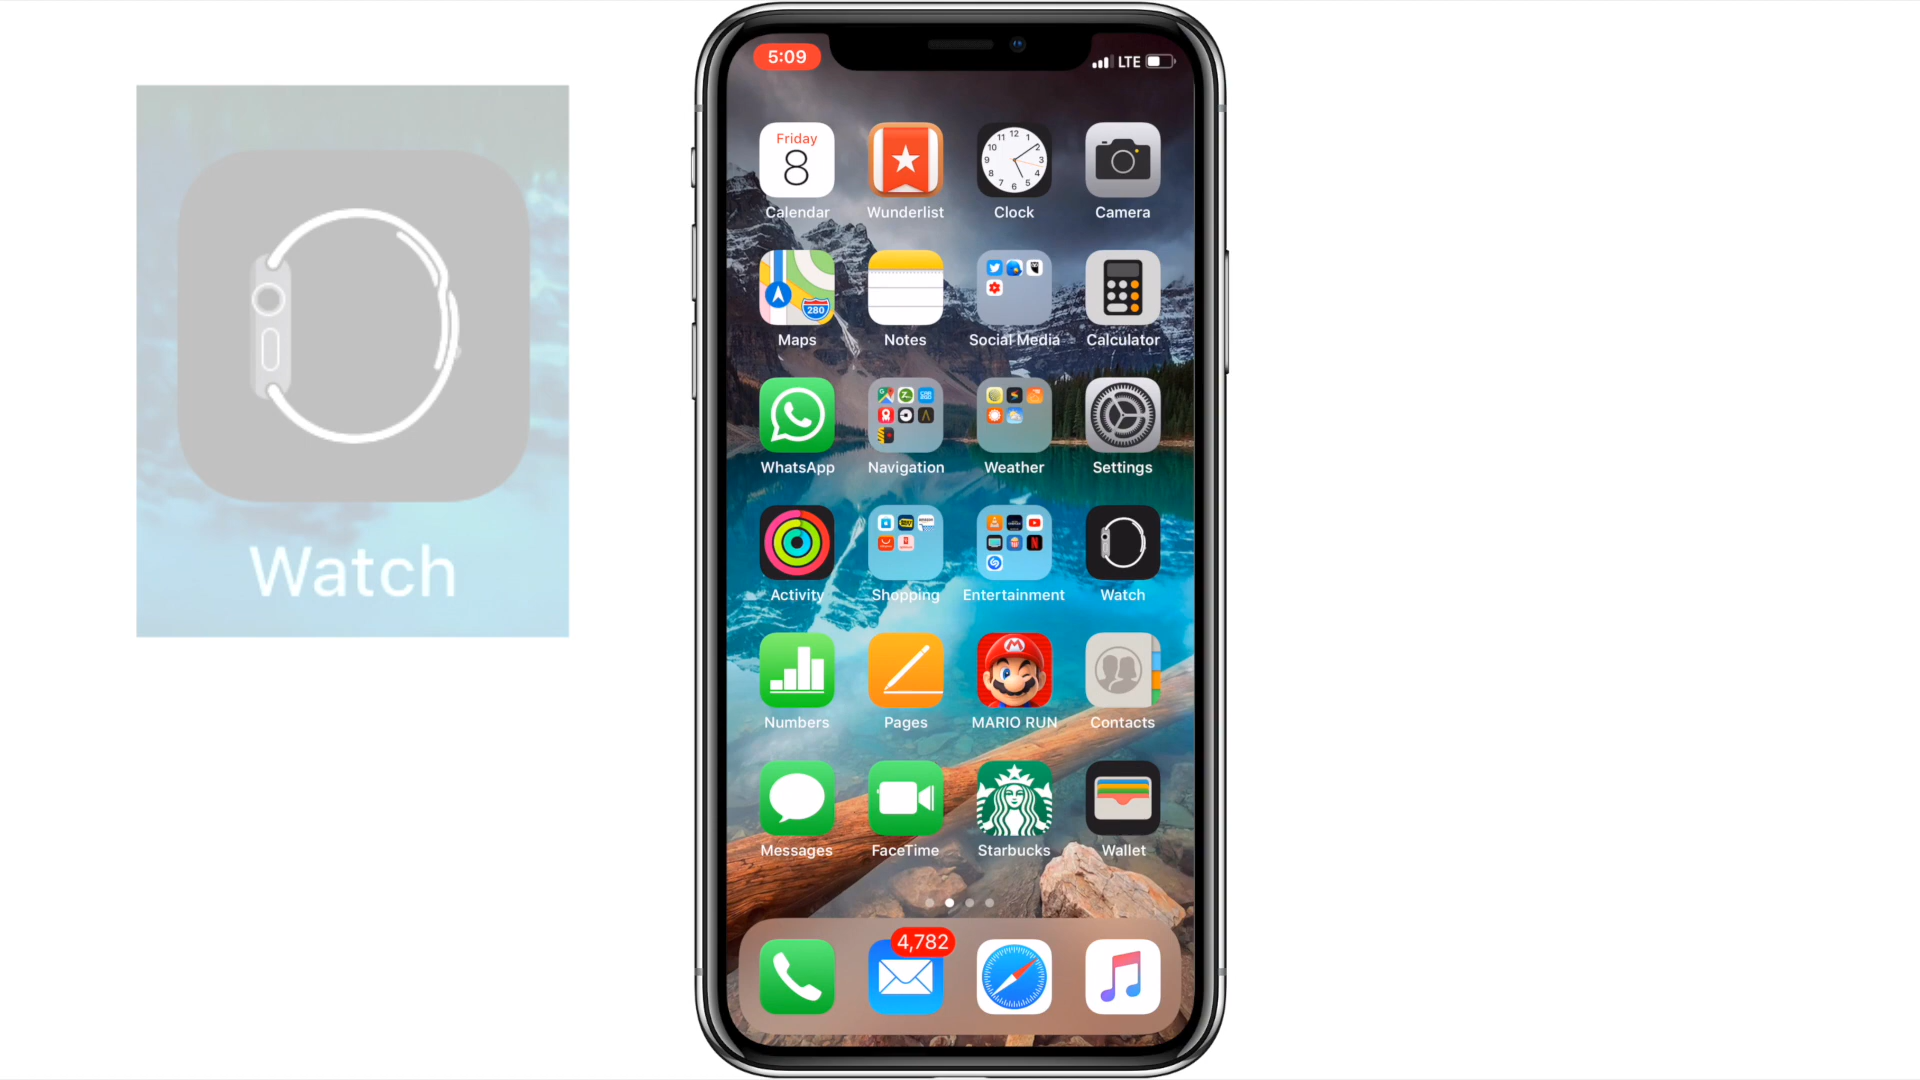 Watch
5:09
LTE
Friday
8
Calendar
Wunderlist
Clock
Camera
280
Maps
Notes
Social Media
Calculator
WhatsApp
Navigation
Weather
Settings
Activity
Shopping
Entertainment
Watch
Numbers
Pages
MARIO RUN
Contacts
Messages
FaceTime
Starbucks
Wallet
4,782